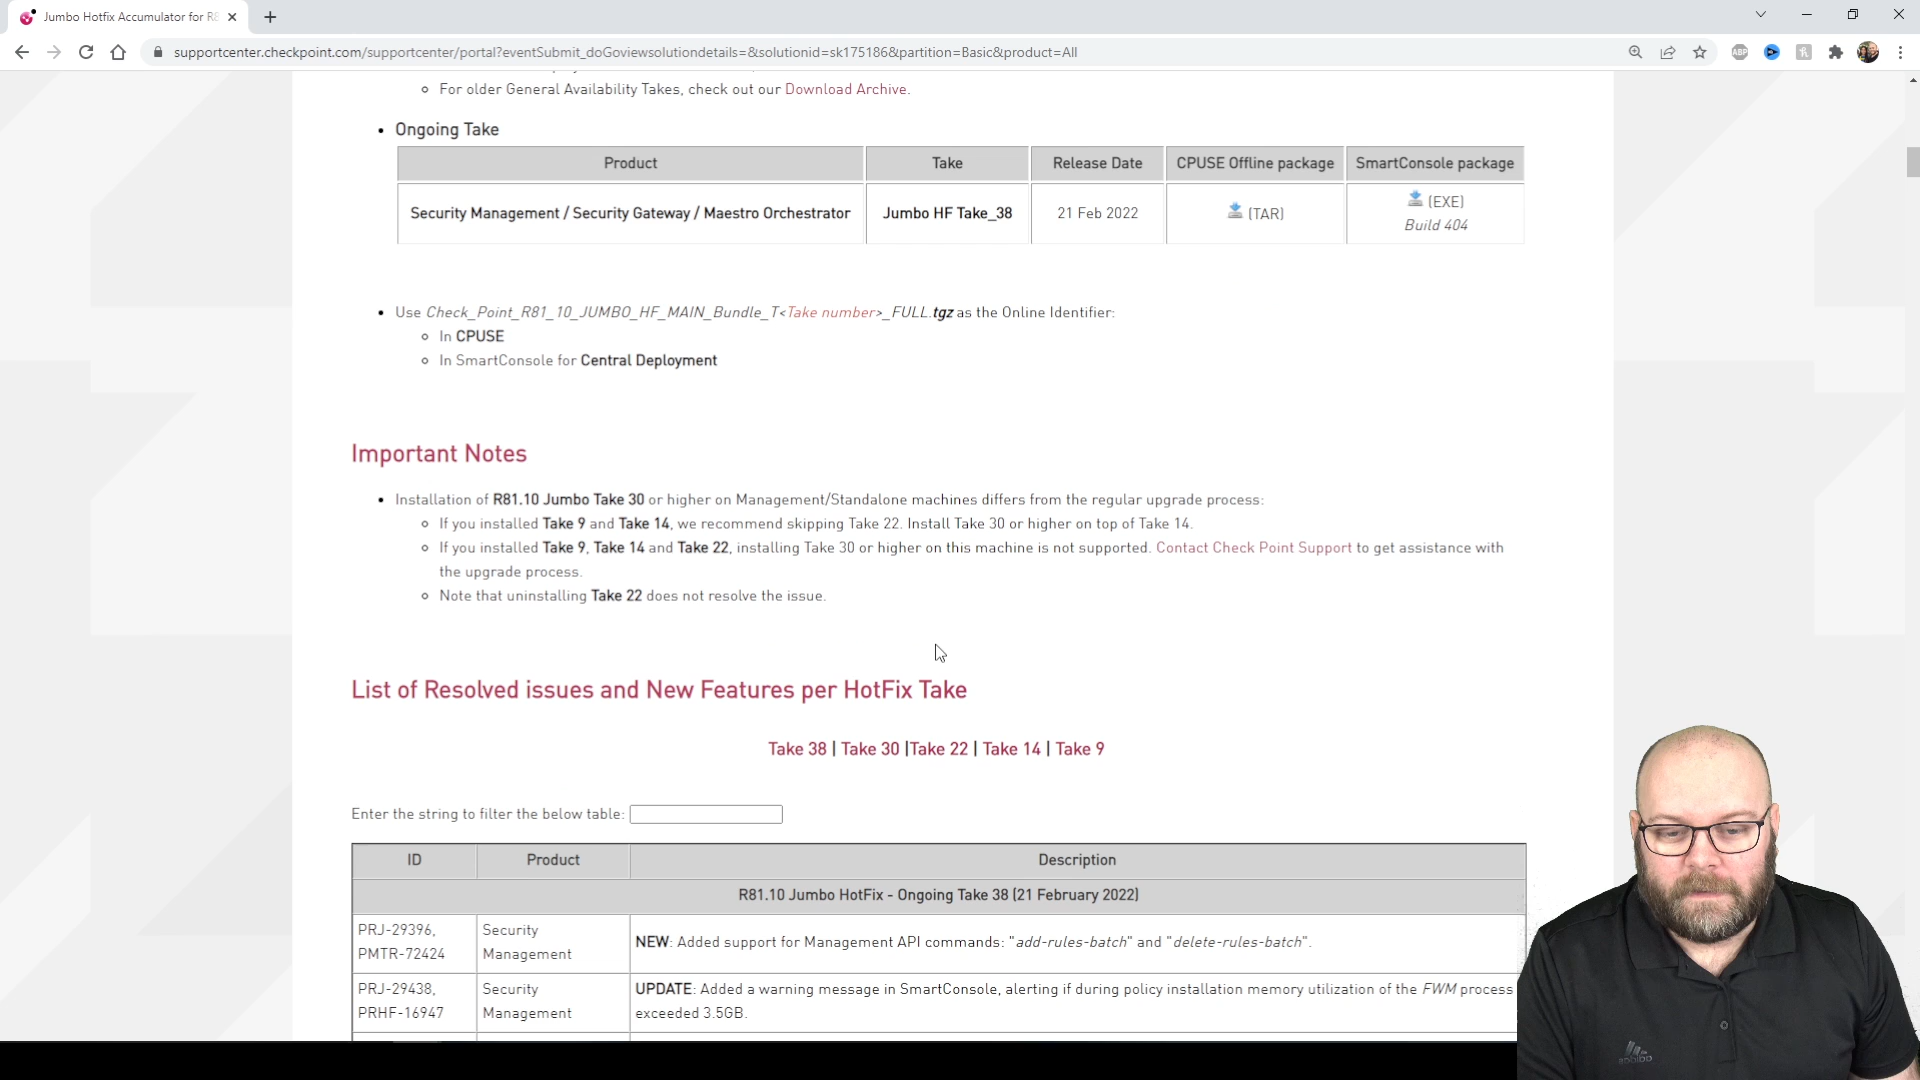 Jumbo Hotfix Accumulator for R8
supportcenter.checkpoint.com/supportcenter/portal?eventSubmit_doGoviewsolutiondetails=&solutionid=sk175186&partition=Basic&product=All
ABP
For older General Availability Takes, check out our Download Archive.
Ongoing Take
Product Take Release Date CPUSE Offline package SmartConsole package
Security Management / Security Gateway / Maestro Orchestrator Jumbo HF Take_38 21 Feb 2022 (TAR) (EXE)
Build 404
Use Check_Point_R81_10_JUMBO_HF_MAIN_Bundle_T<Take number>_FULL.tgz as the Online Identifier:
In CPUSE
In SmartConsole for Central Deployment
Important Notes
Installation of R81.10 Jumbo Take 30 or higher on Management/Standalone machines differs from the regular upgrade process:
If you installed Take 9 and Take 14, we recommend skipping Take 22. Install Take 30 or higher on top of Take 14.
If you installed Take 9, Take 14 and Take 22, installing Take 30 or higher on this machine is not supported. Contact Check Point Support to get assistance with
the upgrade process.
Note that uninstalling Take 22 does not resolve the issue.
List of Resolved issues and New Features per HotFix Take
Take 38 | Take 30 |Take 22 | Take 14 | Take 9
Enter the string to filter the below table:
ID Product Description
R81.10 Jumbo HotFix - Ongoing Take 38 (21 February 2022)
PRJ-29396,
PMTR-72424
Security
Management
NEW: Added support for Management API commands: "add-rules-batch" and "delete-rules-batch".
PRJ-29438,
PRHF-16947
Security
Management
UPDATE: Added a warning message in SmartConsole, alerting if during policy installation memory utilization of the FWM process
exceeded 3.5GB.